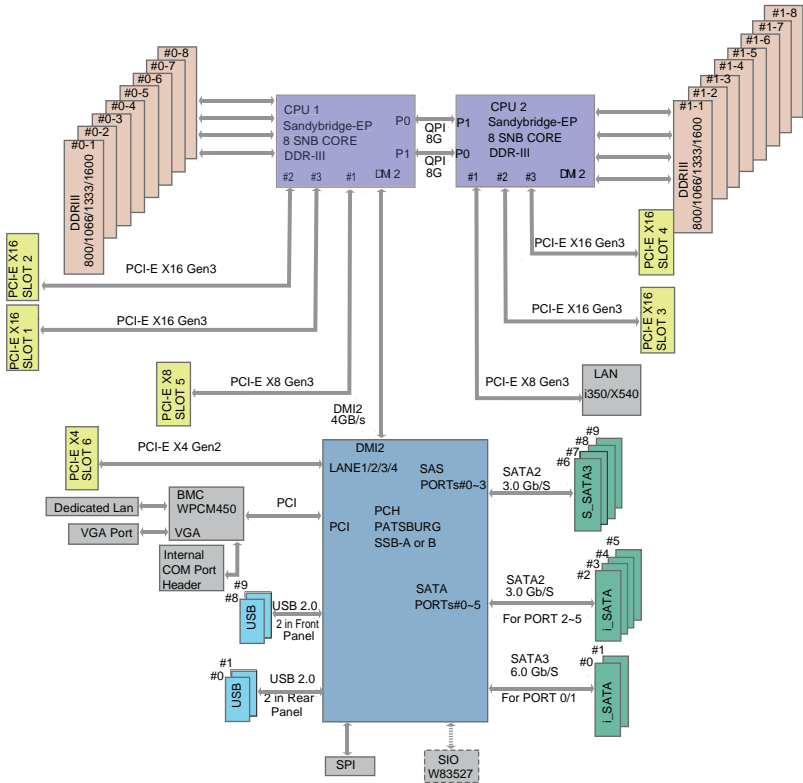 #0-8
#0-7
#0-6
#0-5
#0-4
#0-3
#0-2
#0-1
DDRIII
800/1066/1333/1600
#1-8
#1-7
#1-6
#1-5
#1-4
#1-3
#1-2
#1-1
DDRIII
800/1066/1333/1600
CPU 1
Sandybridge-EP
8 SNB CORE
DDR-III
P0
P1
#2
#3
#1
DMI2
QPI
8G
QPI
8G
CPU 2
Sandybridge-EP
8 SNB CORE
DDR-III
P1
P0
#1
#2
#3
DMI2
PCI-E X16
SLOT 2
PCI-E X16 Gen3
PCI-E X16
SLOT 4
PCI-E X16 Gen3
PCI-E X16
SLOT 1
PCI-E X16 Gen3
PCI-E X16
SLOT 3
PCI-E X16 Gen3
PCI-E X8
SLOT 5
PCI-E X8 Gen3
PCI-E X8 Gen3
LAN
i350/X540
DMI2
4GB/s
PCI-E X4
SLOT 6
PCI-E X4 Gen2
DMI2
LANE1/2/3/4
SAS
PORTs#0~3
PCI
PCH
PATSBURG
SSB-A or B
SATA
PORTs#0~5
SATA2
3.0 Gb/S
#9
#8
#7
#6
S_SATA3
Dedicated Lan
BMC
WPCM450
VGA
PCI
VGA Port
Internal
COM Port
Header
SATA2
3.0 Gb/S
For PORT 2~5
#5
#4
#3
#2
i_SATA
#9
#8
USB
USB 2.0
2 in Front
Panel
SATA3
6.0 Gb/S
For PORT 0/1
#1
#0
i_SATA
#1
#0
USB
USB 2.0
2 in Rear
Panel
SPI
SIO
W83527